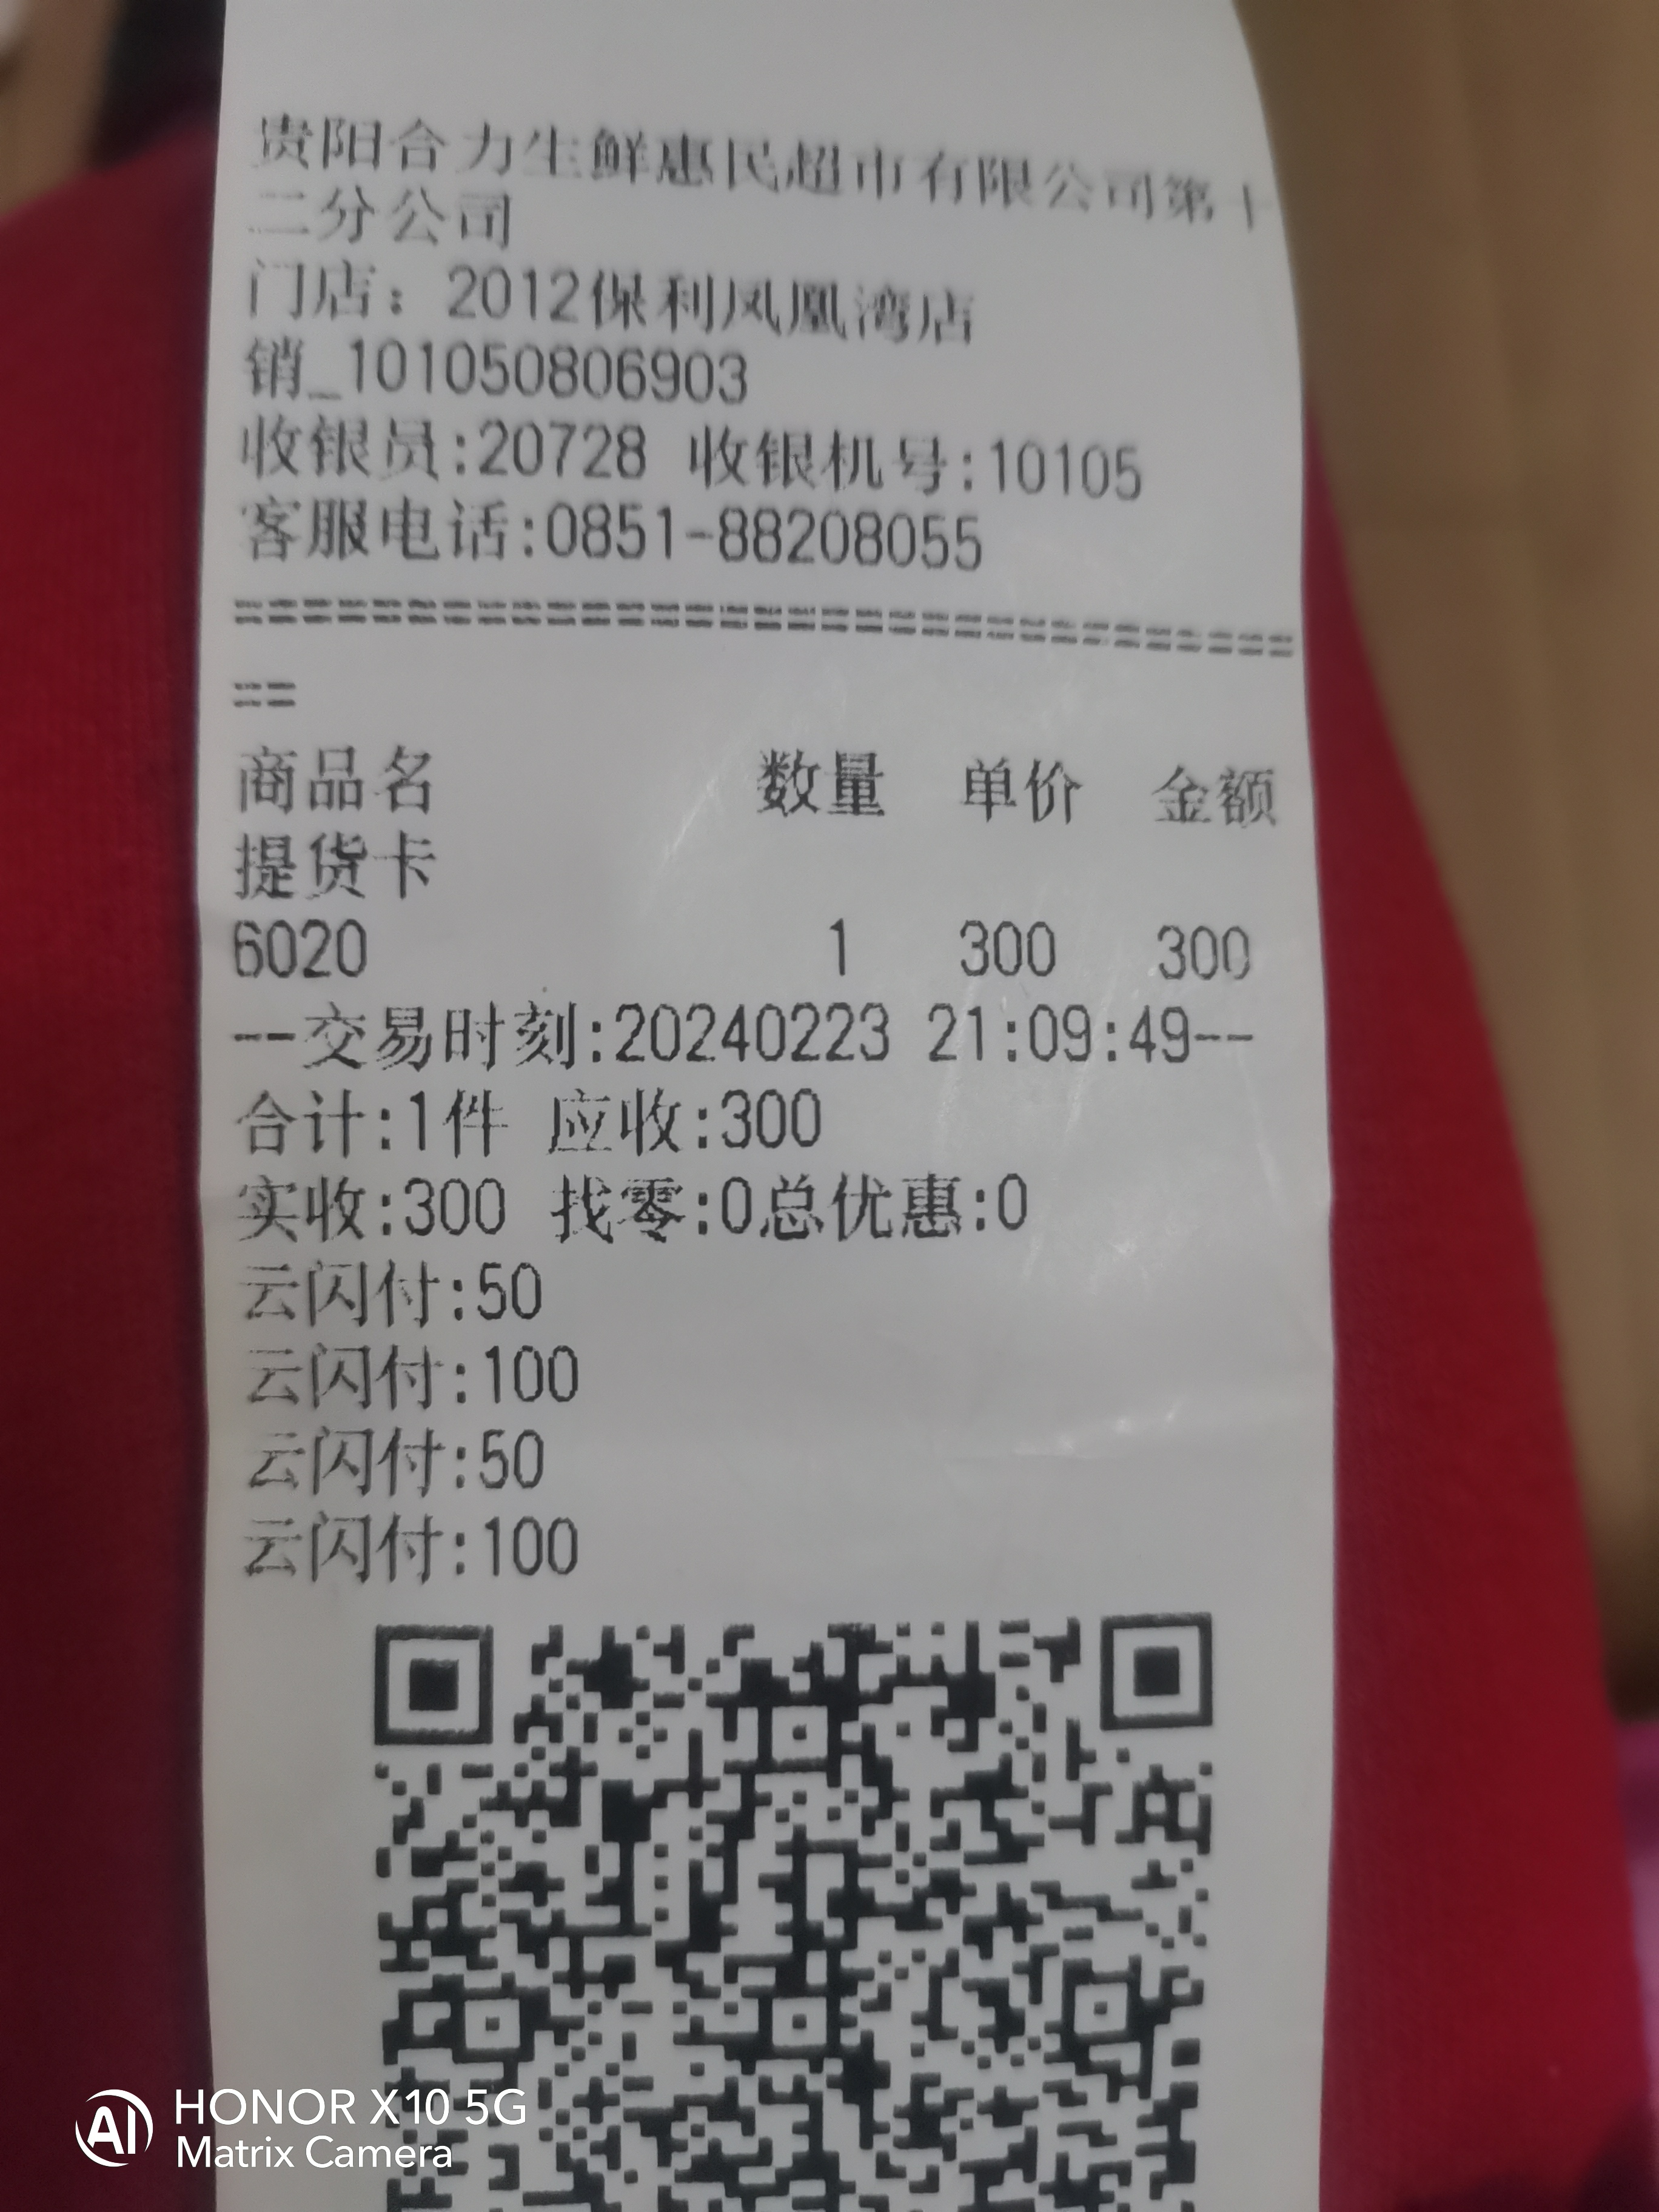 贵阳合力生鲜惠民超市有限公司第十
二分公司
门店：2012保利凤凰湾店
销_101050806903
收银员:20728 收银机号:10105
客服电话:0851-88208055
===============================
==
商品名 数量 单价 金额
提货卡
6020 1 300 300
--交易时刻:20240223 21:09:49--
合计:1件 应收:300
实收:300 找零:0总优惠:0
云闪付:50
云闪付:100
云闪付:50
云闪付:100
AI HONOR X10 5G
Matrix Camera